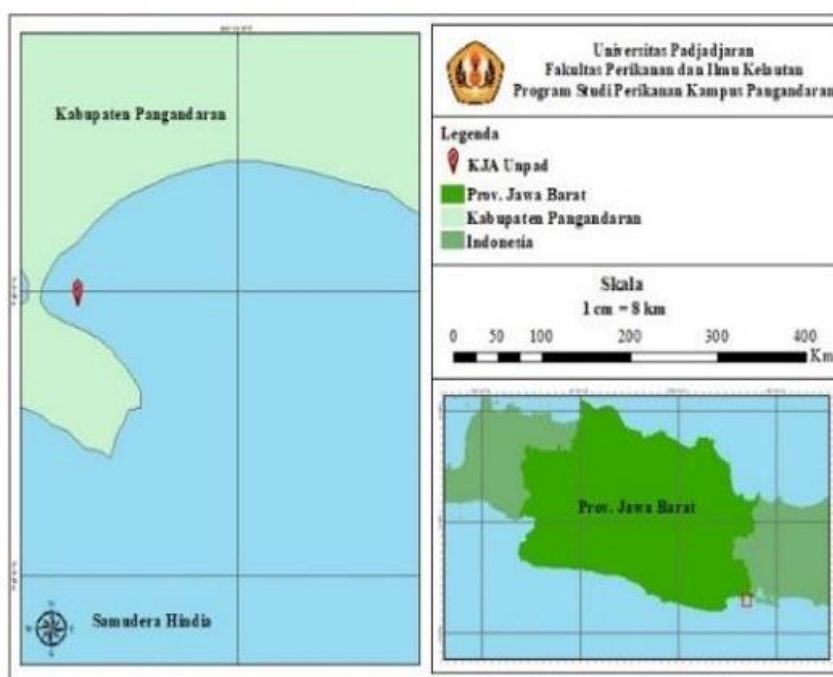 Kabupaten Pangandaran
Samudera Hindia
Universitas Padjadjaran
Fakultas Perikanan dan Ilmu Kelautan
Program Studi Perikanan Kampus Pangandaran
Legenda
KJA Unpad
Prov. Jawa Barat
Kabupaten Pangandaran
Indonesia
Skala
1 cm = 8 km
0 50 100 200 300 400
Km
Prov. Jawa Barat